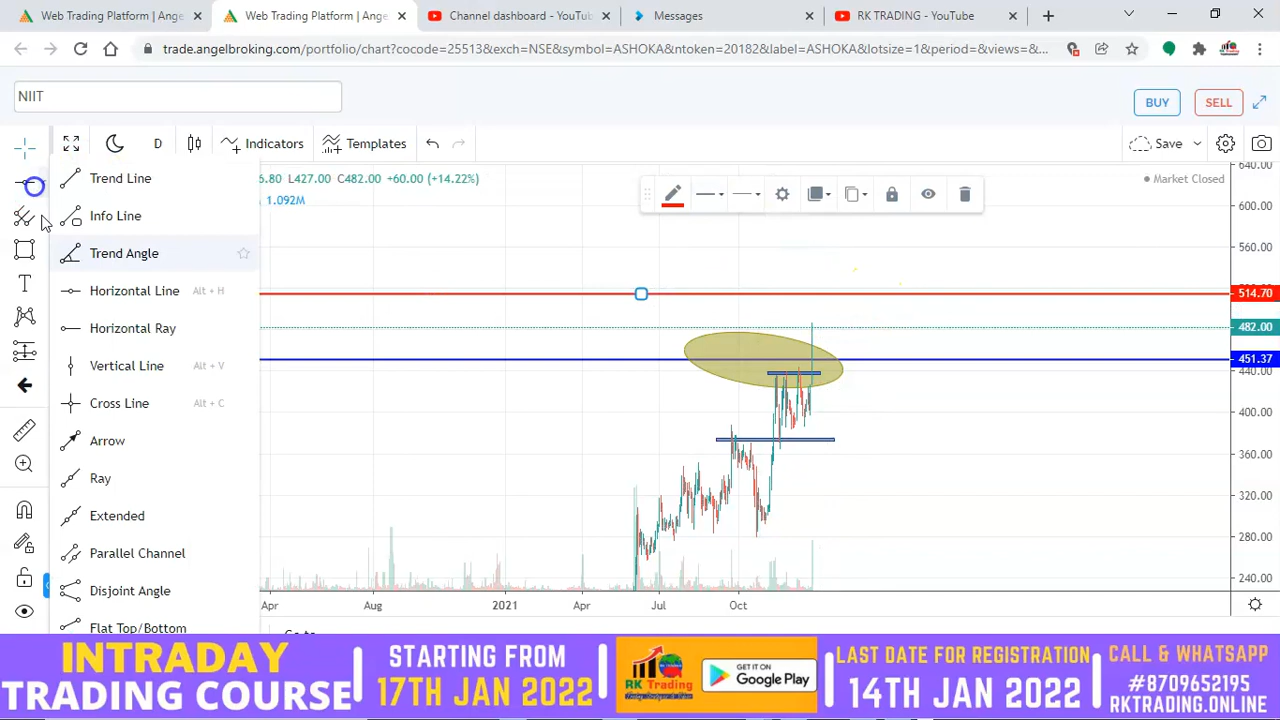 Web Trading Platform | Ange
Web Trading Platform | Ange
Channel dashboard - YouTub
Messages
RK TRADING - YouTube
trade.angelbroking.com/portfolio/chart?cocode=25513&exch=NSE&symbol=ASHOKA&ntoken=20182&label=ASHOKA&lotsize=1&period=&views=&...
NIIT
BUY
SELL
D
Indicators
Templates
Save
6.80 L427.00 C482.00 +60.00 (+14.22%)
1.092M
Market Closed
Trend Line
Info Line
Trend Angle
Horizontal Line Alt + H
Horizontal Ray
Vertical Line Alt + V
Cross Line Alt + C
Arrow
Ray
Extended
Parallel Channel
Disjoint Angle
Flat Top/Bottom
640.00
600.00
560.00
514.70
482.00
451.37
440.00
400.00
360.00
320.00
280.00
240.00
Apr
Aug
2021
Apr
Jul
Oct
INTRADAY
TRADING COURSE
STARTING FROM
17TH JAN 2022
RK Trading
GET IT ON
Google Play
LAST DATE FOR REGISTRATION
14TH JAN 2022
CALL & WHATSAPP
#8709652195
RKTRADING.ONLINE